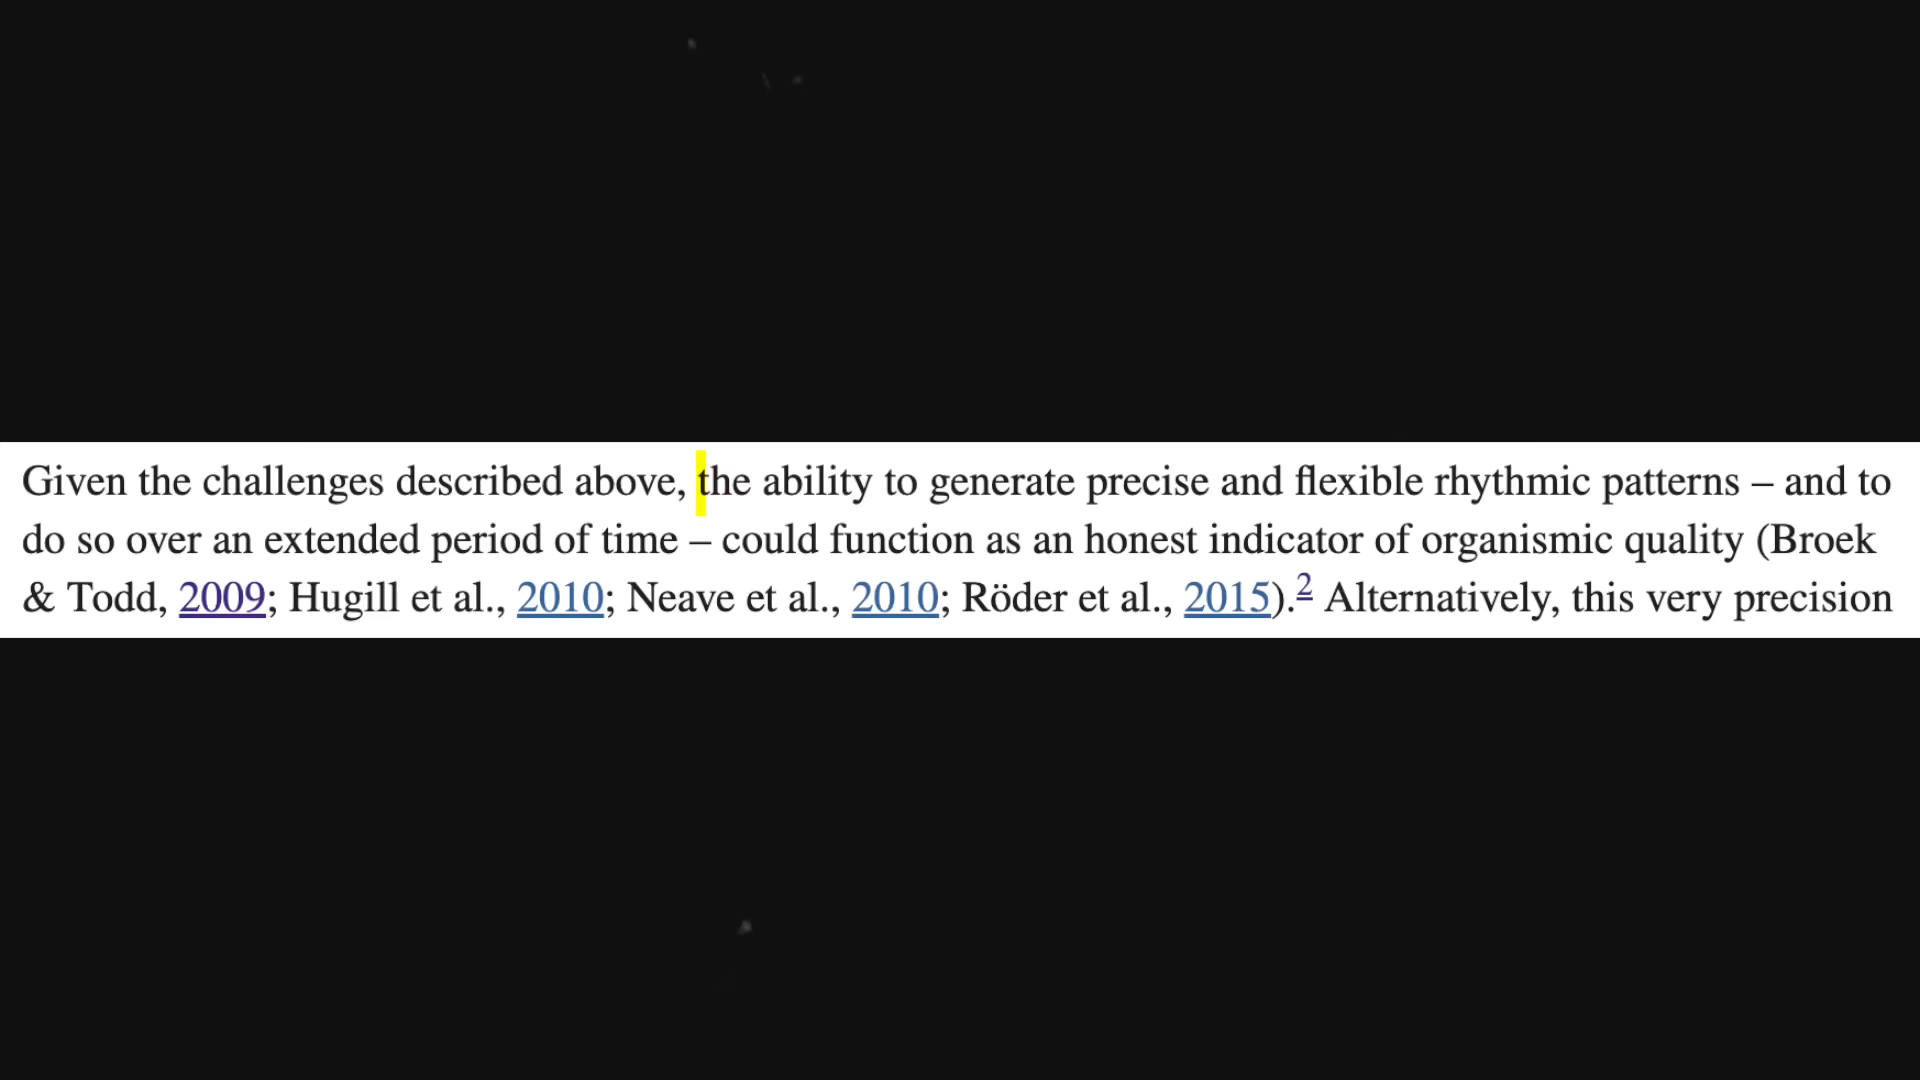 Given the challenges described above, the ability to generate precise and flexible rhythmic patterns – and to
do so over an extended period of time – could function as an honest indicator of organismic quality (Broek
& Todd, 2009; Hugill et al., 2010; Neave et al., 2010; Röder et al., 2015).2 Alternatively, this very precision